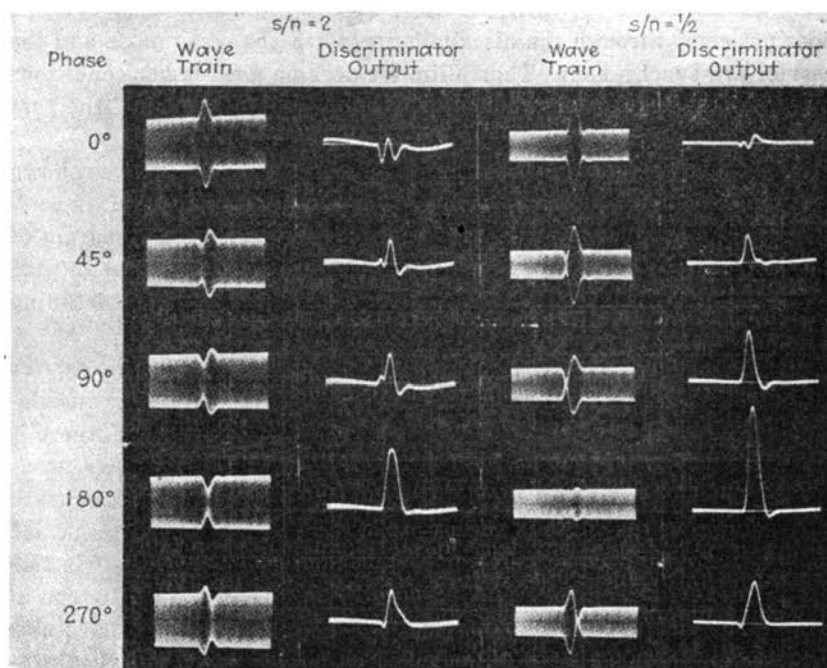 s/n = 2 s/n = ½
Phase Wave Train Discriminator Output Wave Train Discriminator Output
0°
45°
90°
180°
270°